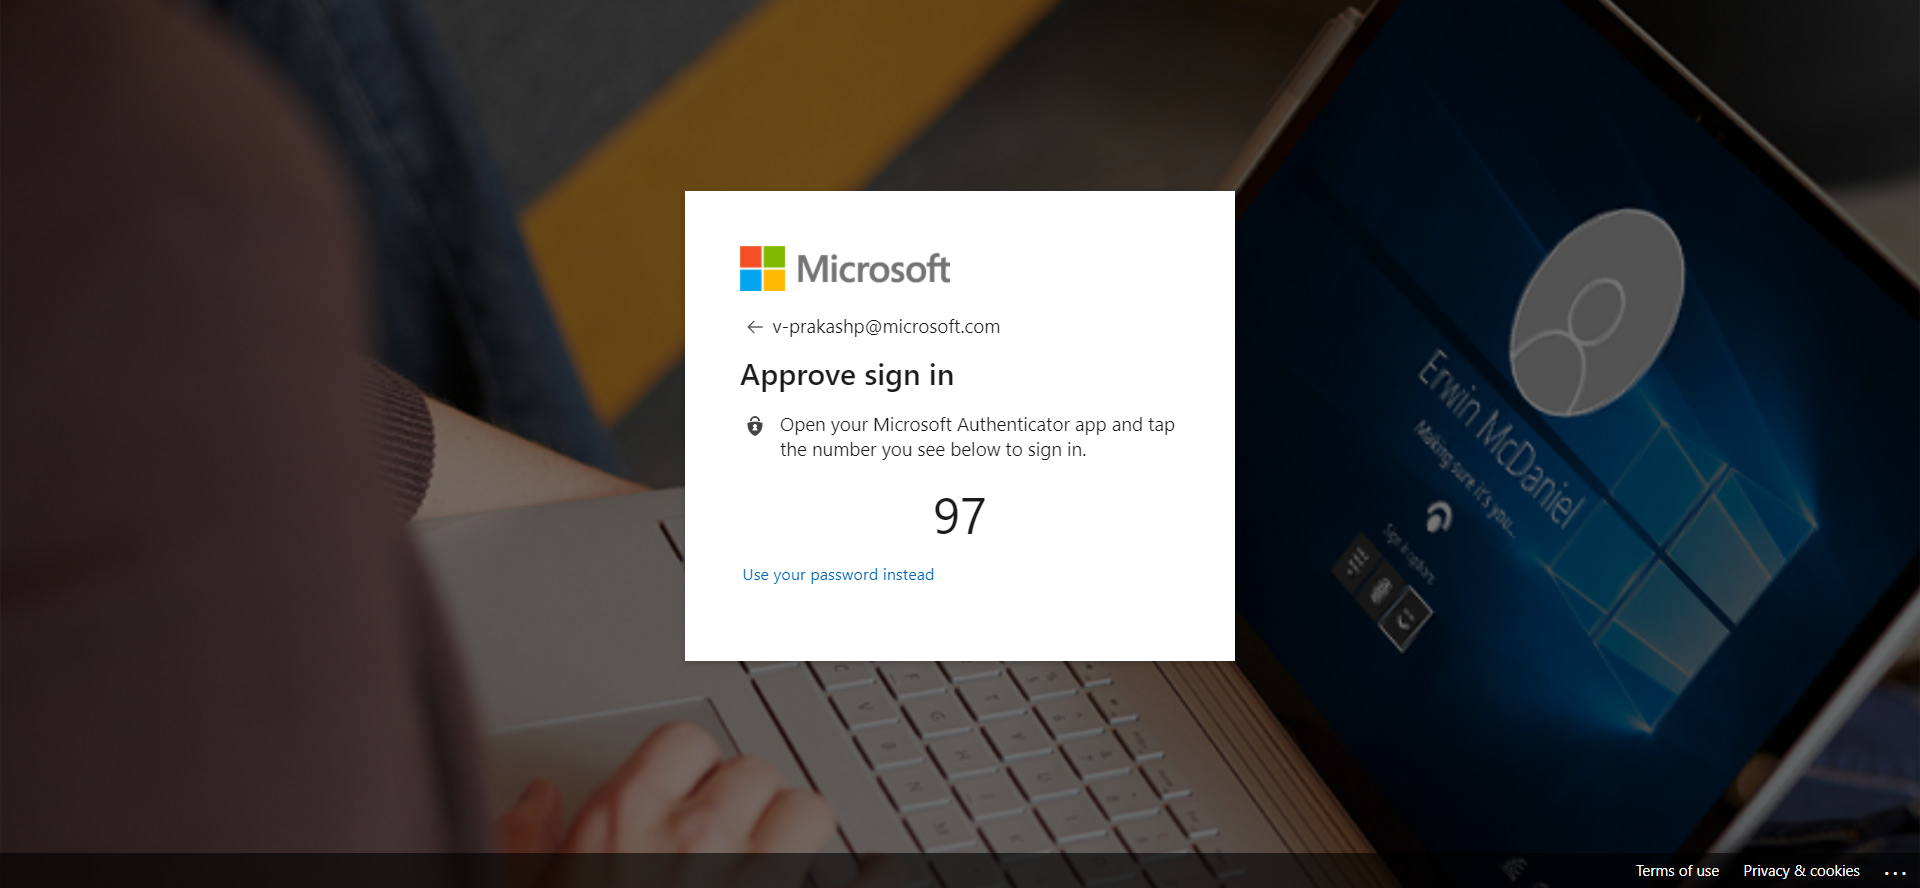 Microsoft
v-prakashp@microsoft.com
Approve sign in
Open your Microsoft Authenticator app and tap
the number you see below to sign in.
97
Use your password instead
Erwin McDaniel
Making sure it's you...
Sign in options
Terms of use
Privacy & cookies